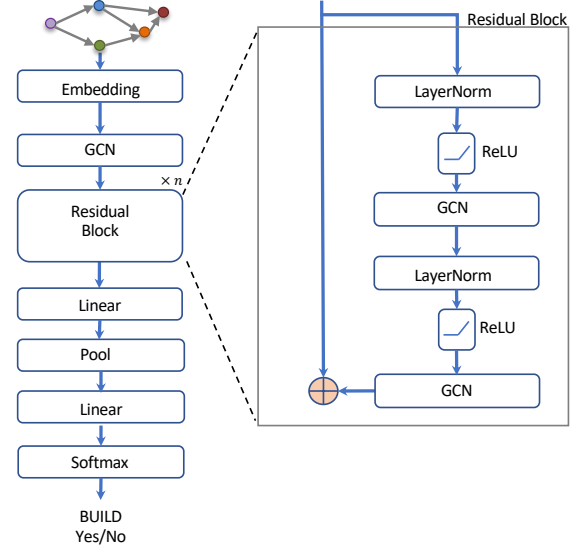 Embedding
GCN
× n
Residual
Block
Linear
Pool
Linear
Softmax
BUILD
Yes/No
Residual Block
LayerNorm
ReLU
GCN
LayerNorm
ReLU
GCN